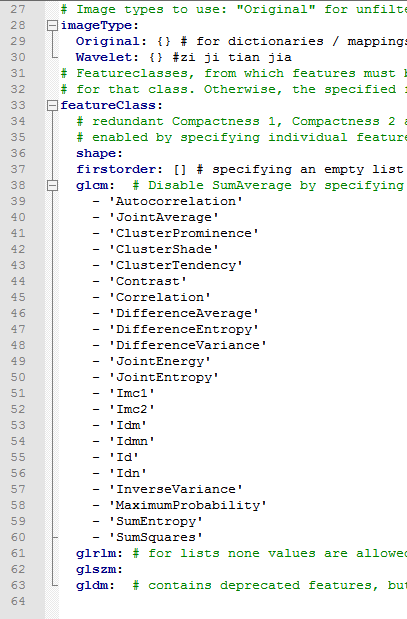 27 # Image types to use: "Original" for unfilte
28 imageType:
29 Original: {} # for dictionaries / mappings
30 Wavelet: {} #zi ji tian jia
31 # Featureclasses, from which features must b
32 # for that class. Otherwise, the specified f
33 featureClass:
34 # redundant Compactness 1, Compactness 2 a
35 # enabled by specifying individual feature
36 shape:
37 firstorder: [] # specifying an empty list
38 glcm: # Disable SumAverage by specifying
39 - 'Autocorrelation'
40 - 'JointAverage'
41 - 'ClusterProminence'
42 - 'ClusterShade'
43 - 'ClusterTendency'
44 - 'Contrast'
45 - 'Correlation'
46 - 'DifferenceAverage'
47 - 'DifferenceEntropy'
48 - 'DifferenceVariance'
49 - 'JointEnergy'
50 - 'JointEntropy'
51 - 'Imc1'
52 - 'Imc2'
53 - 'Idm'
54 - 'Idmn'
55 - 'Id'
56 - 'Idn'
57 - 'InverseVariance'
58 - 'MaximumProbability'
59 - 'SumEntropy'
60 - 'SumSquares'
61 glrlm: # for lists none values are allowed
62 glszm:
63 gldm: # contains deprecated features, but
64